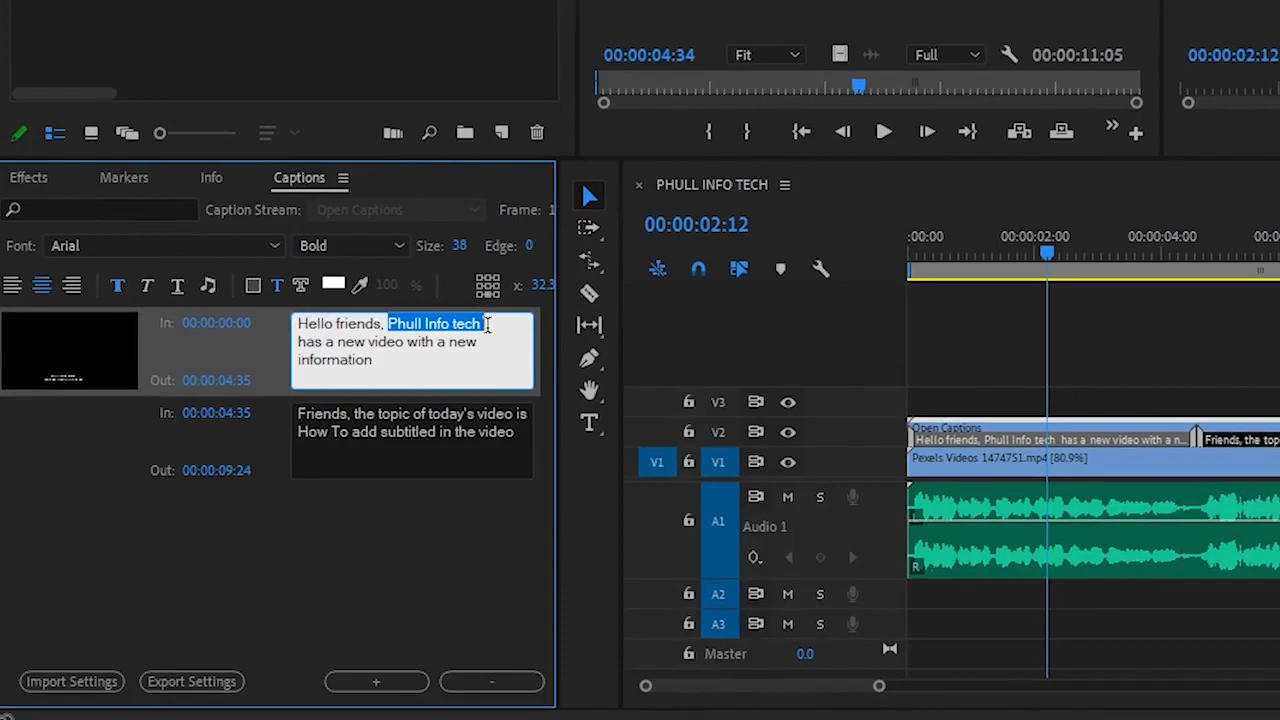 00:00:04:34
Fit
Full
00:00:11:05
00:00:02:12
Effects
Markers
Info
Captions
Caption Stream:
Open Captions
Frame: 1
Font:
Arial
Bold
Size: 38
Edge: 0
T T T
T
100 %
x: 32.3
In: 00:00:00:00
Hello friends, Phull Info tech
has a new video with a new
information
Out: 00:00:04:35
In: 00:00:04:35
Friends, the topic of today's video is
How To add subtitled in the video
Out: 00:00:09:24
Import Settings
Export Settings
+
-
T
× PHULL INFO TECH
00:00:02:12
:00:00
00:00:02:00
00:00:04:00
00:0
V3
V2
Open Captions
Hello friends, Phull Info tech has a new video with a n...
Friends, the top
V1
V1
Pexels Videos 1474751.mp4 [80.9%]
M S
A1
Audio 1
L
R
A2
M S
A3
M S
Master
0.0